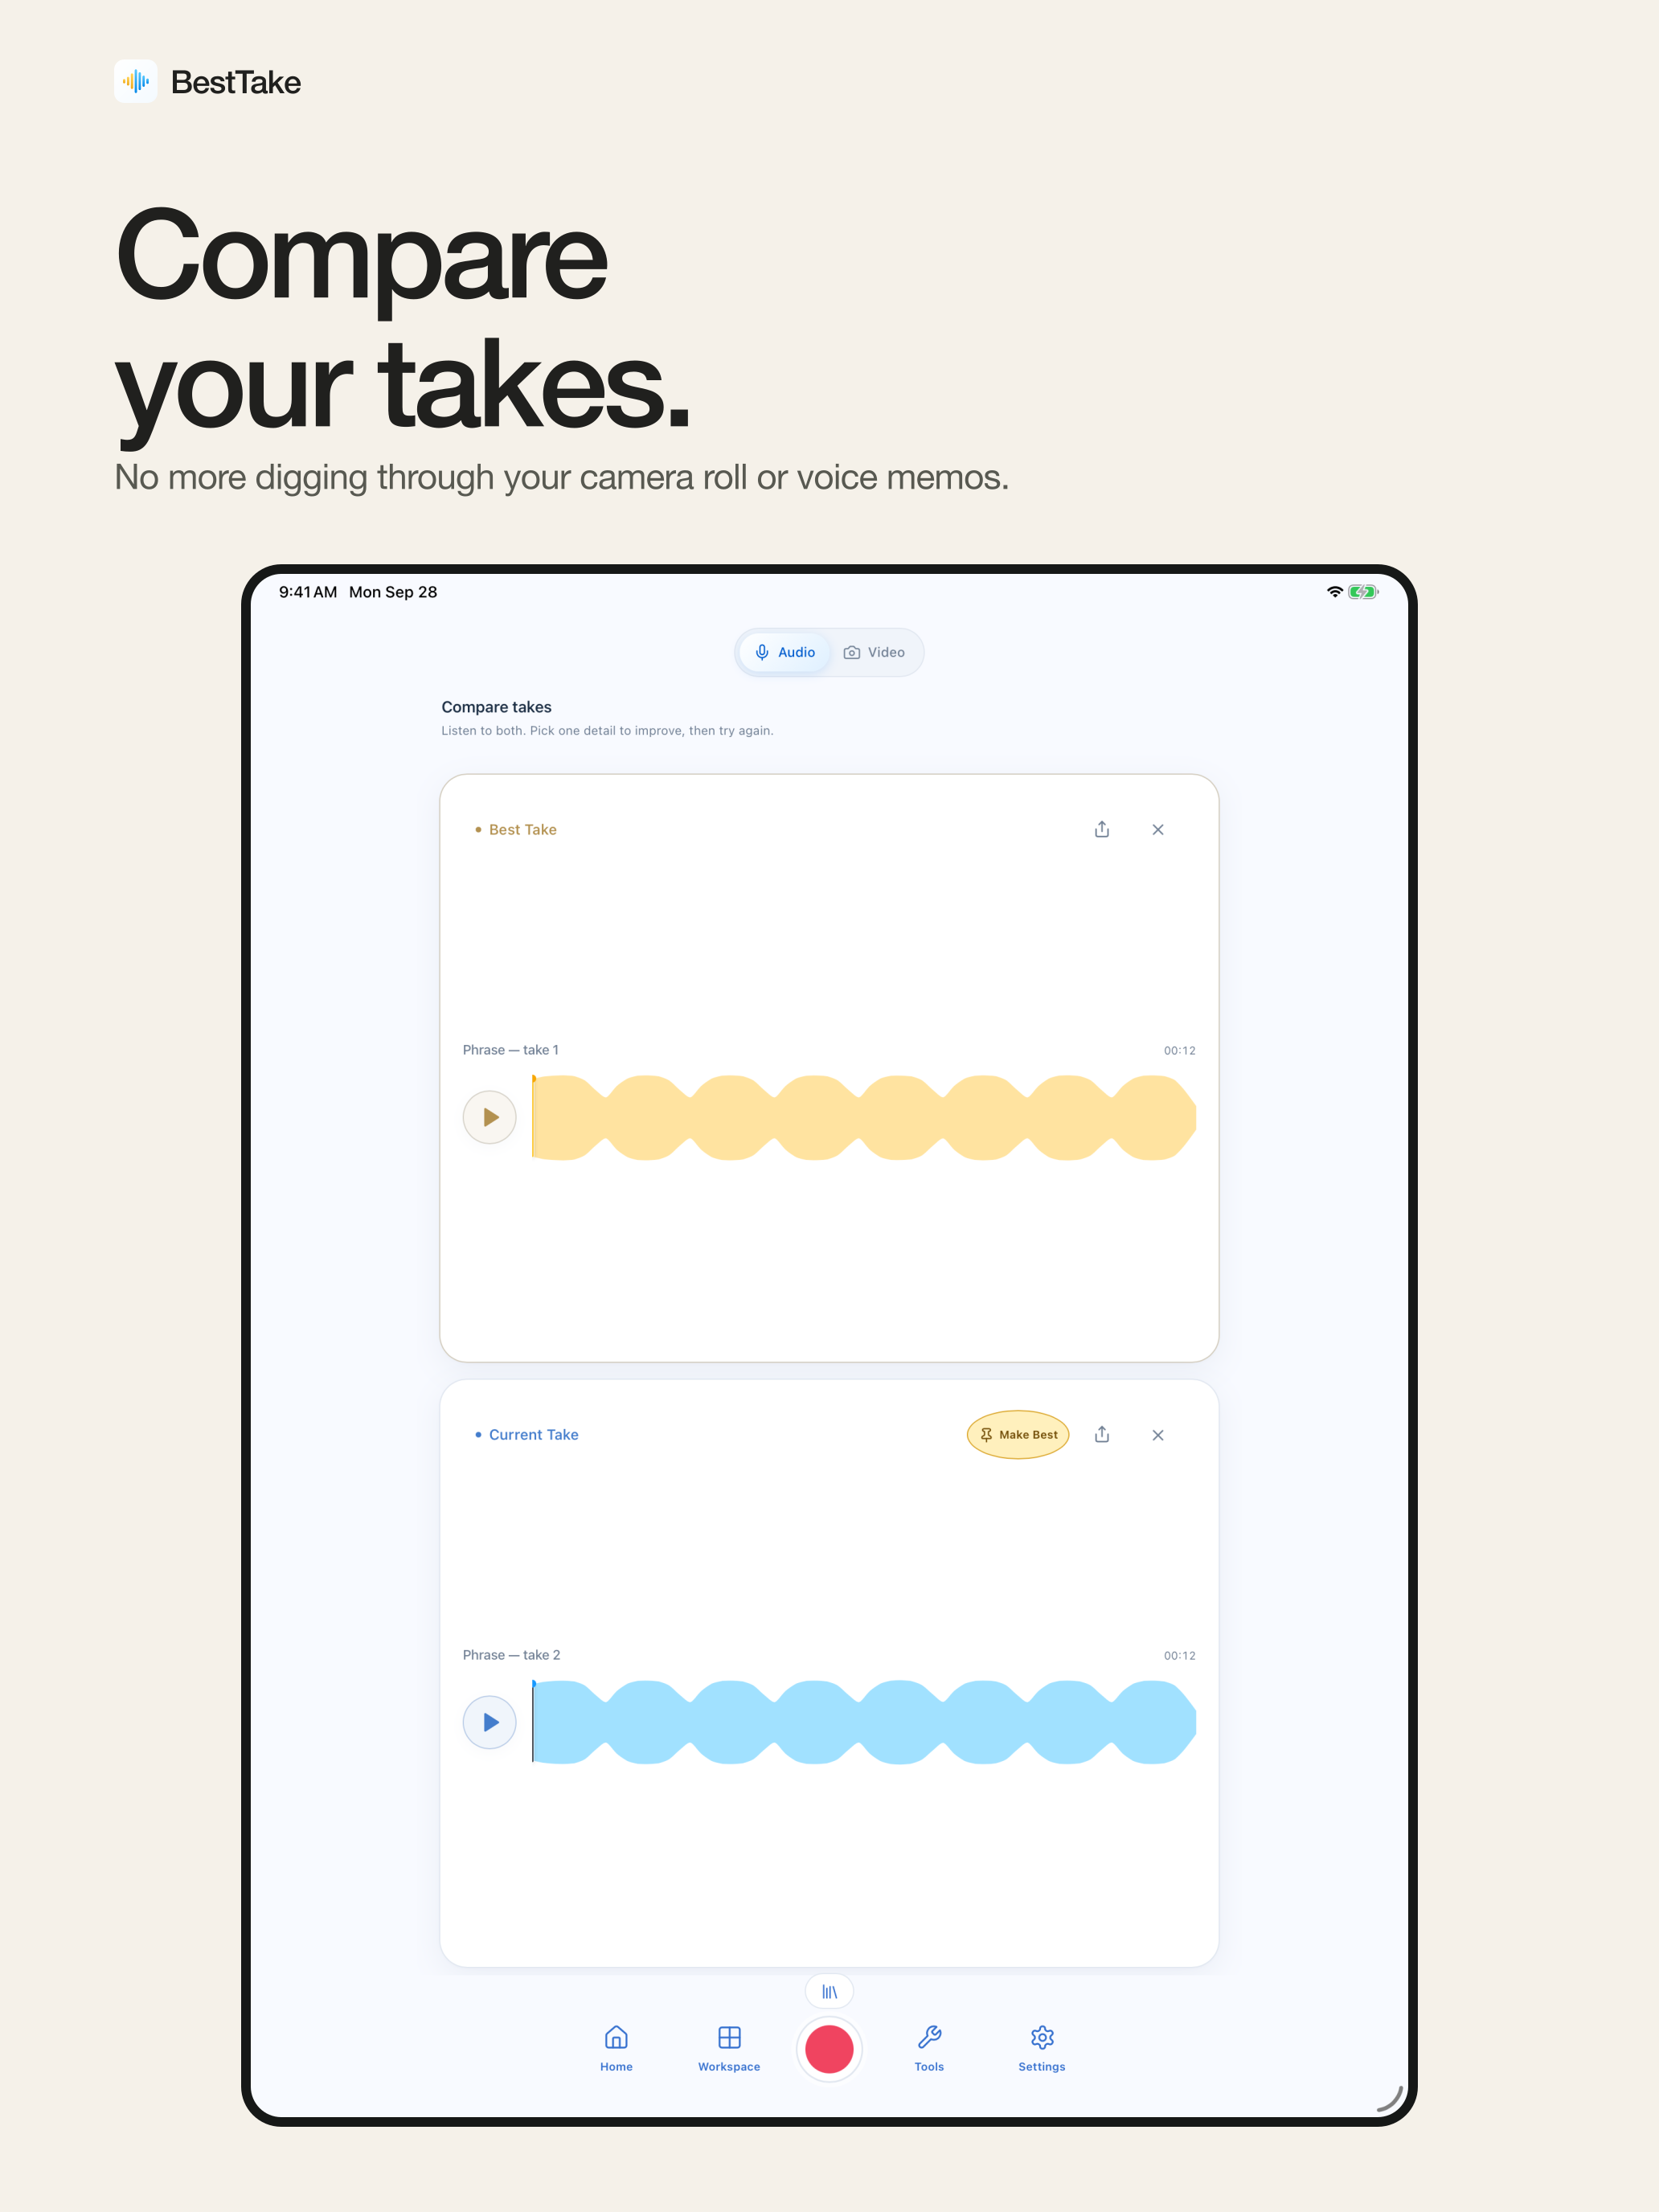 BestTake
Compare
your takes.
No more digging through your camera roll or voice memos.
9:41 AM Mon Sep 28
Audio Video
Compare takes
Listen to both. Pick one detail to improve, then try again.
Best Take
Phrase — take 1 00:12
Current Take Make Best
Phrase — take 2 00:12
Home Workspace Tools Settings